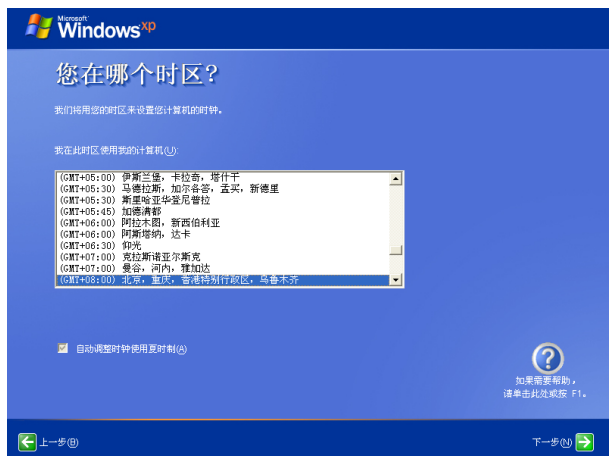 Microsoft
Windows xp
您在哪个时区?
我们将用您的时区来设置您计算机的时钟。
我在此时区使用我的计算机(U):
(GMT+05:00) 伊斯兰堡，卡拉奇，塔什干
(GMT+05:30) 马德拉斯，加尔各答，孟买，新德里
(GMT+05:30) 斯里哈亚华登尼普拉
(GMT+05:45) 加德满都
(GMT+06:00) 阿拉木图，新西伯利亚
(GMT+06:00) 阿斯塔纳，达卡
(GMT+06:30) 仰光
(GMT+07:00) 克拉斯诺亚尔斯克
(GMT+07:00) 曼谷，河内，雅加达
(GMT+08:00) 北京，重庆，香港特别行政区，乌鲁木齐
自动调整时钟使用夏时制(A)
?
如果需要帮助，
请单击此处或按 F1。
上一步(B)
下一步(N)